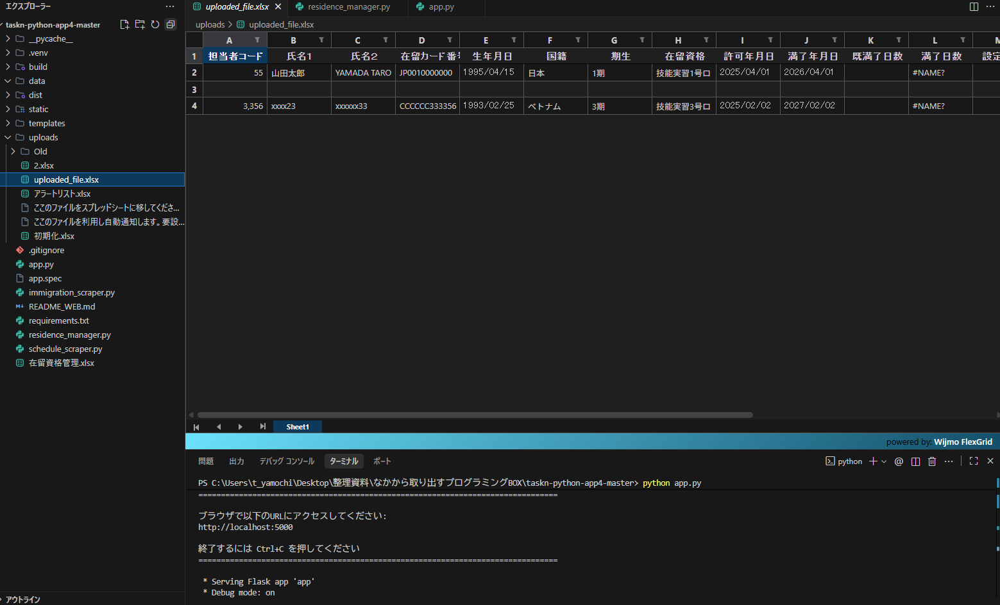 エクスプローラー
taskn-python-app4-master
__pycache__
.venv
build
data
dist
static
templates
uploads
Old
2.xlsx
uploaded_file.xlsx
アラートリスト.xlsx
ここのファイルをスプレッドシートに移してくださ...
ここのファイルを利用し自動通知します。要設...
初期化.xlsx
.gitignore
app.py
app.spec
immigration_scraper.py
README_WEB.md
requirements.txt
residence_manager.py
schedule_scraper.py
在留資格管理.xlsx
アウトライン
uploaded_file.xlsx residence_manager.py app.py
uploads > uploaded_file.xlsx
A B C D E F G H I J K L M
1 担当者コード 氏名1 氏名2 在留カード番号 生年月日 国籍 期生 在留資格 許可年月日 満了年月日 既満了日数 満了日数 設定
2 55 山田太郎 YAMADA TARO JP0010000000 1995/04/15 日本 1期 技能実習1号ロ 2025/04/01 2026/04/01 #NAME?
3
4 3,356 xxxx23 xxxxxx33 CCCCCC333356 1993/02/25 ベトナム 3期 技能実習3号ロ 2025/02/02 2027/02/02 #NAME?
Sheet1
powered by: Wijmo FlexGrid
問題 出力 デバッグ コンソール ターミナル ポート
python
PS C:\Users\t_yamochi\Desktop\整理資料\なかから取り出すプログラミングBOX\taskn-python-app4-master> python app.py
================================================================================
ブラウザで以下のURLにアクセスしてください:
http://localhost:5000
終了するには Ctrl+C を押してください
================================================================================
* Serving Flask app 'app'
* Debug mode: on